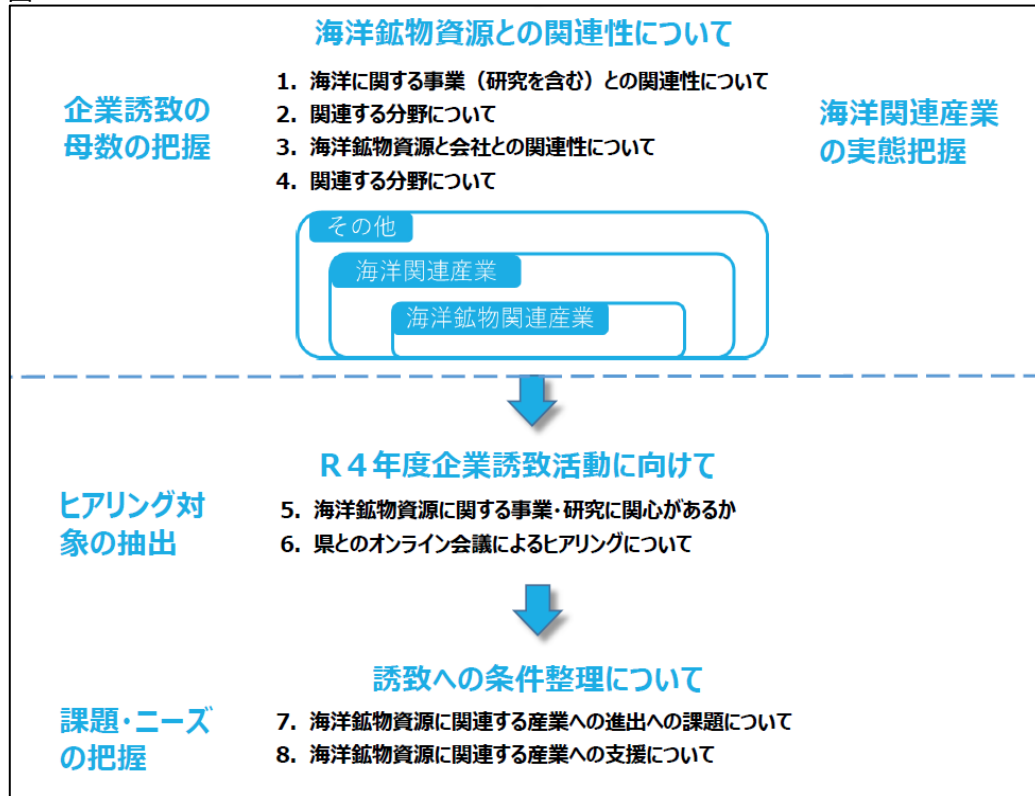 海洋鉱物資源との関連性について
企業誘致の
母数の把握
1. 海洋に関する事業（研究を含む）との関連性について
2. 関連する分野について
3. 海洋鉱物資源と会社との関連性について
4. 関連する分野について
海洋関連産業
の実態把握
その他
海洋関連産業
海洋鉱物関連産業
R４年度企業誘致活動に向けて
ヒアリング対
象の抽出
5. 海洋鉱物資源に関する事業・研究に関心があるか
6. 県とのオンライン会議によるヒアリングについて
誘致への条件整理について
課題・ニーズ
の把握
7. 海洋鉱物資源に関連する産業への進出への課題について
8. 海洋鉱物資源に関連する産業への支援について